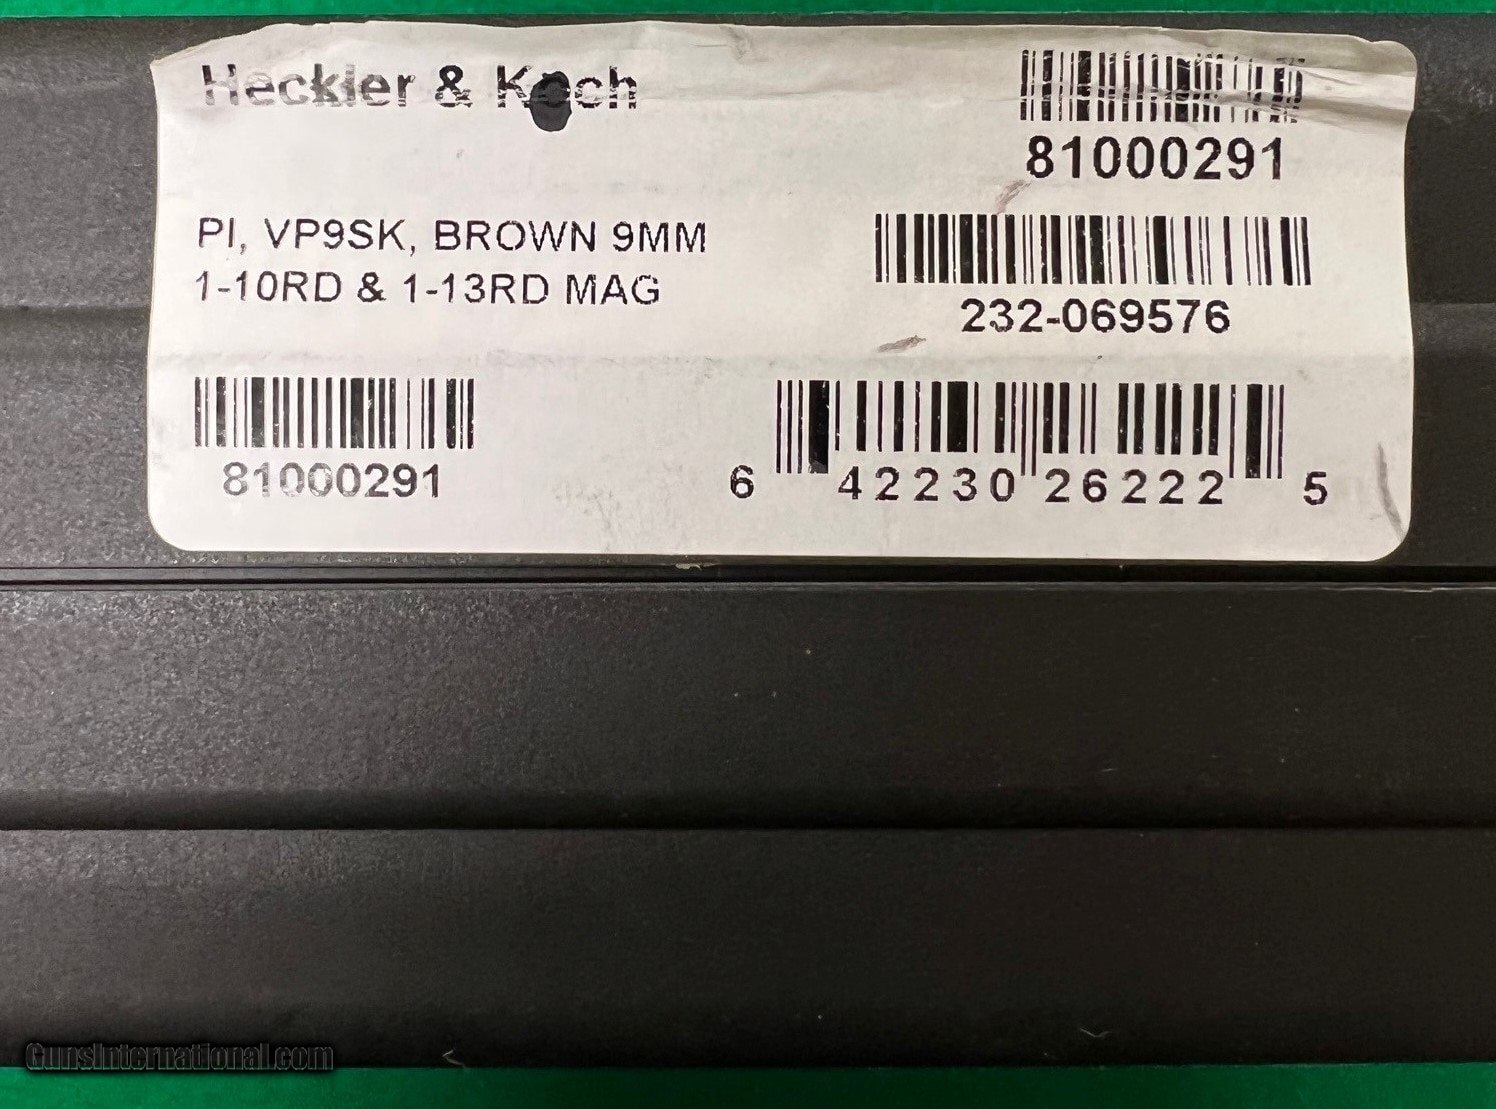 Heckler & Koch
81000291
PI, VP9SK, BROWN 9MM
1-10RD & 1-13RD MAG
232-069576
81000291
6 42230 26222 5
GunsInternational.com